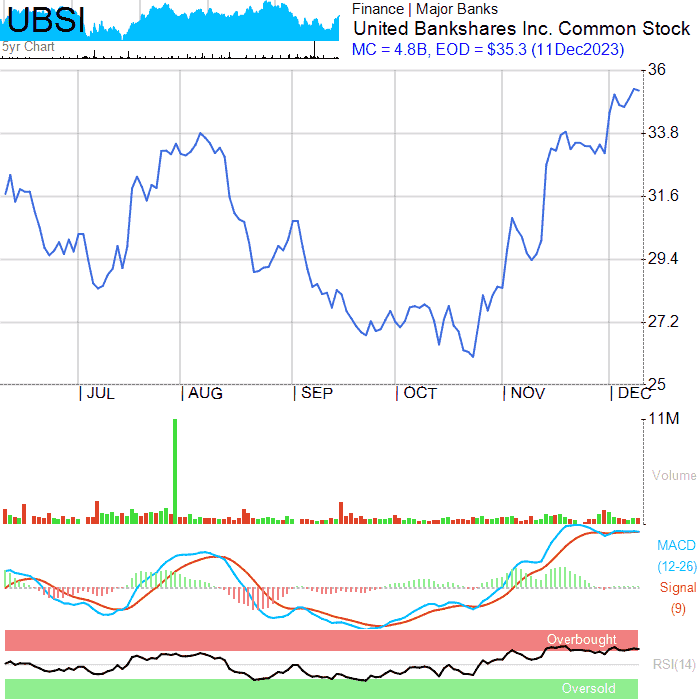 UBSI
5yr Chart
Finance | Major Banks
United Bankshares Inc. Common Stock
MC = 4.8B, EOD = $35.3 (11Dec2023)
36
33.8
31.6
29.4
27.2
25
JUL AUG SEP OCT NOV DEC
11M
Volume
MACD
(12-26)
Signal
(9)
Overbought
RSI(14)
Oversold